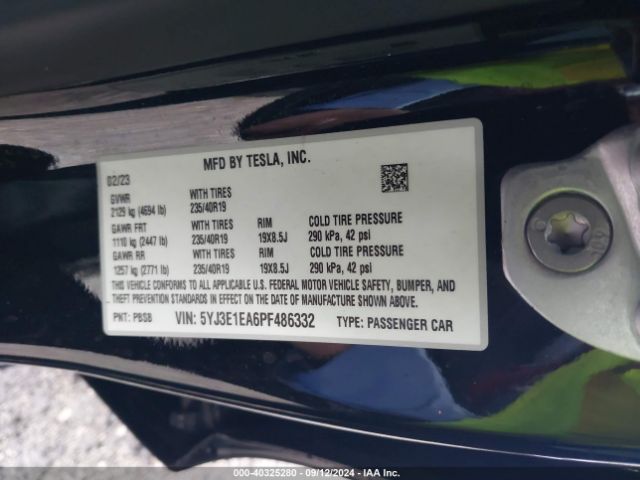 MFD BY TESLA, INC.
02/23
GVWR WITH TIRES
2129 kg (4694 lb) 235/40R19
GAWR FRT WITH TIRES RIM COLD TIRE PRESSURE
1110 kg (2447 lb) 235/40R19 19X8.5J 290 kPa, 42 psi
GAWR RR WITH TIRES RIM COLD TIRE PRESSURE
1257 kg (2771 lb) 235/40R19 19X8.5J 290 kPa, 42 psi
THIS VEHICLE CONFORMS TO ALL APPLICABLE
U.S. FEDERAL MOTOR VEHICLE SAFETY, BUMPER, AND
THEFT PREVENTION STANDARDS IN EFFECT ON THE DATE OF MANUFACTURE SHOWN ABOVE.
PNT: PBSB VIN: 5YJ3E1EA6PF486332 TYPE: PASSENGER CAR
000-40325280 - 09/12/2024 - IAA Inc.